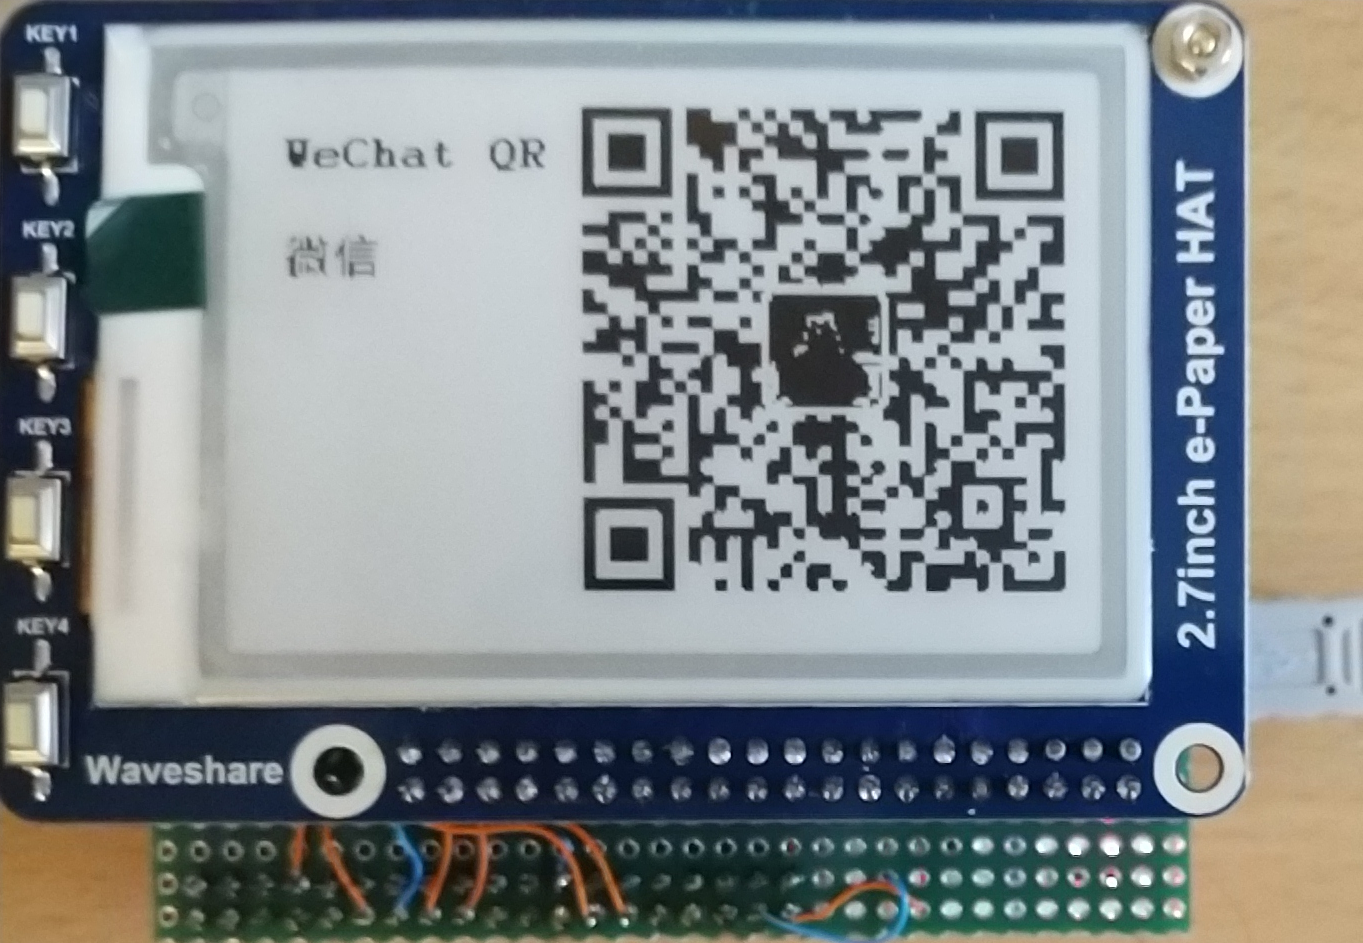 KEY1
KEY2
KEY3
KEY4
WeChat QR
微信
2.7inch e-Paper HAT
Waveshare